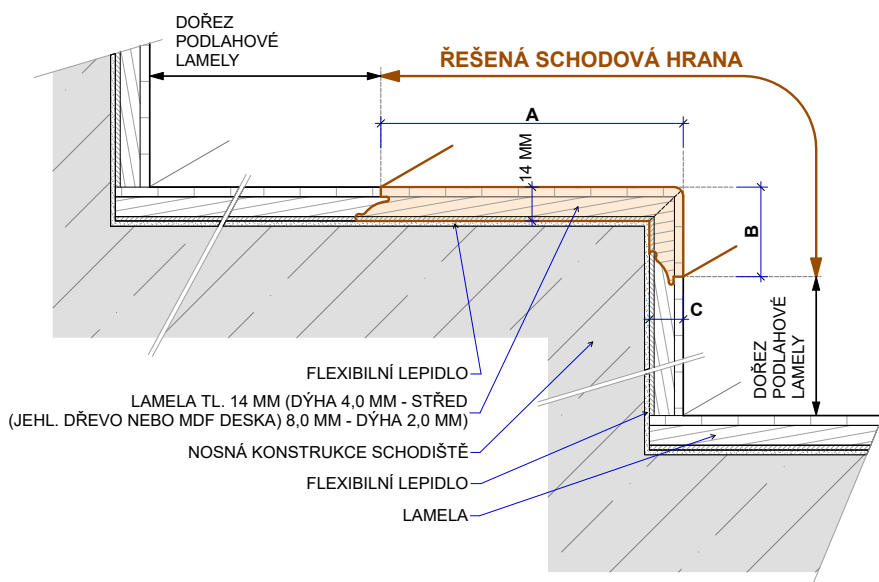 DOŘEZ
PODLAHOVÉ
LAMELY
ŘEŠENÁ SCHODOVÁ HRANA
A
14 MM
B
C
DOŘEZ
PODLAHOVÉ
LAMELY
FLEXIBILNÍ LEPIDLO
LAMELA TL. 14 MM (DÝHA 4,0 MM - STŘED
(JEHL. DŘEVO NEBO MDF DESKA) 8,0 MM - DÝHA 2,0 MM)
NOSNÁ KONSTRUKCE SCHODIŠTĚ
FLEXIBILNÍ LEPIDLO
LAMELA